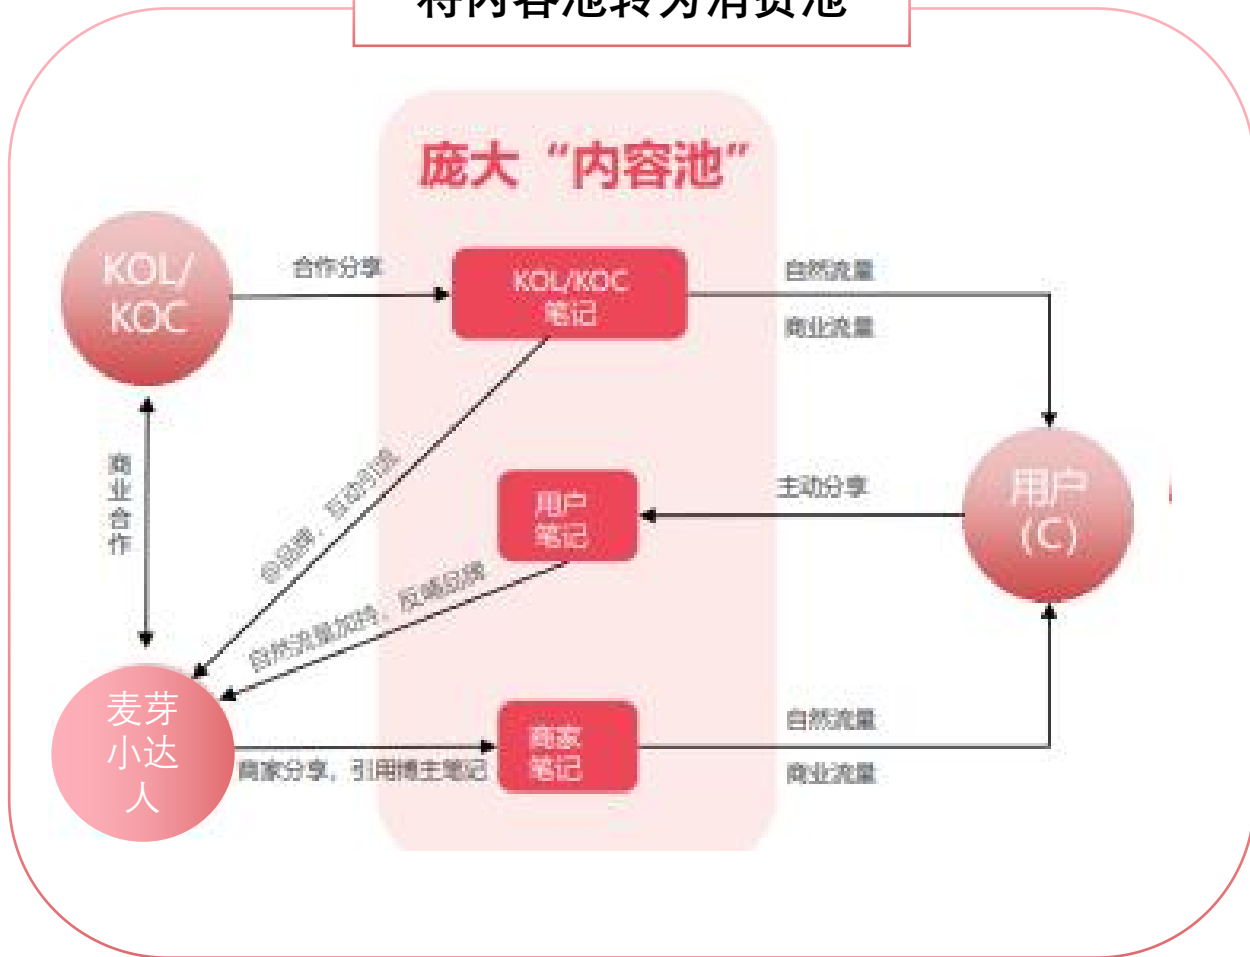 将内容池转为消费池
庞大“内容池”
KOL/
KOC
合作分享
KOL/KOC
笔记
自然流量
商业流量
商业合作
@品牌，互动引流
用户
笔记
主动分享
用户
(C)
自然流量加持，反哺品牌
麦芽
小达
人
商家分享，引用博主笔记
商家
笔记
自然流量
商业流量